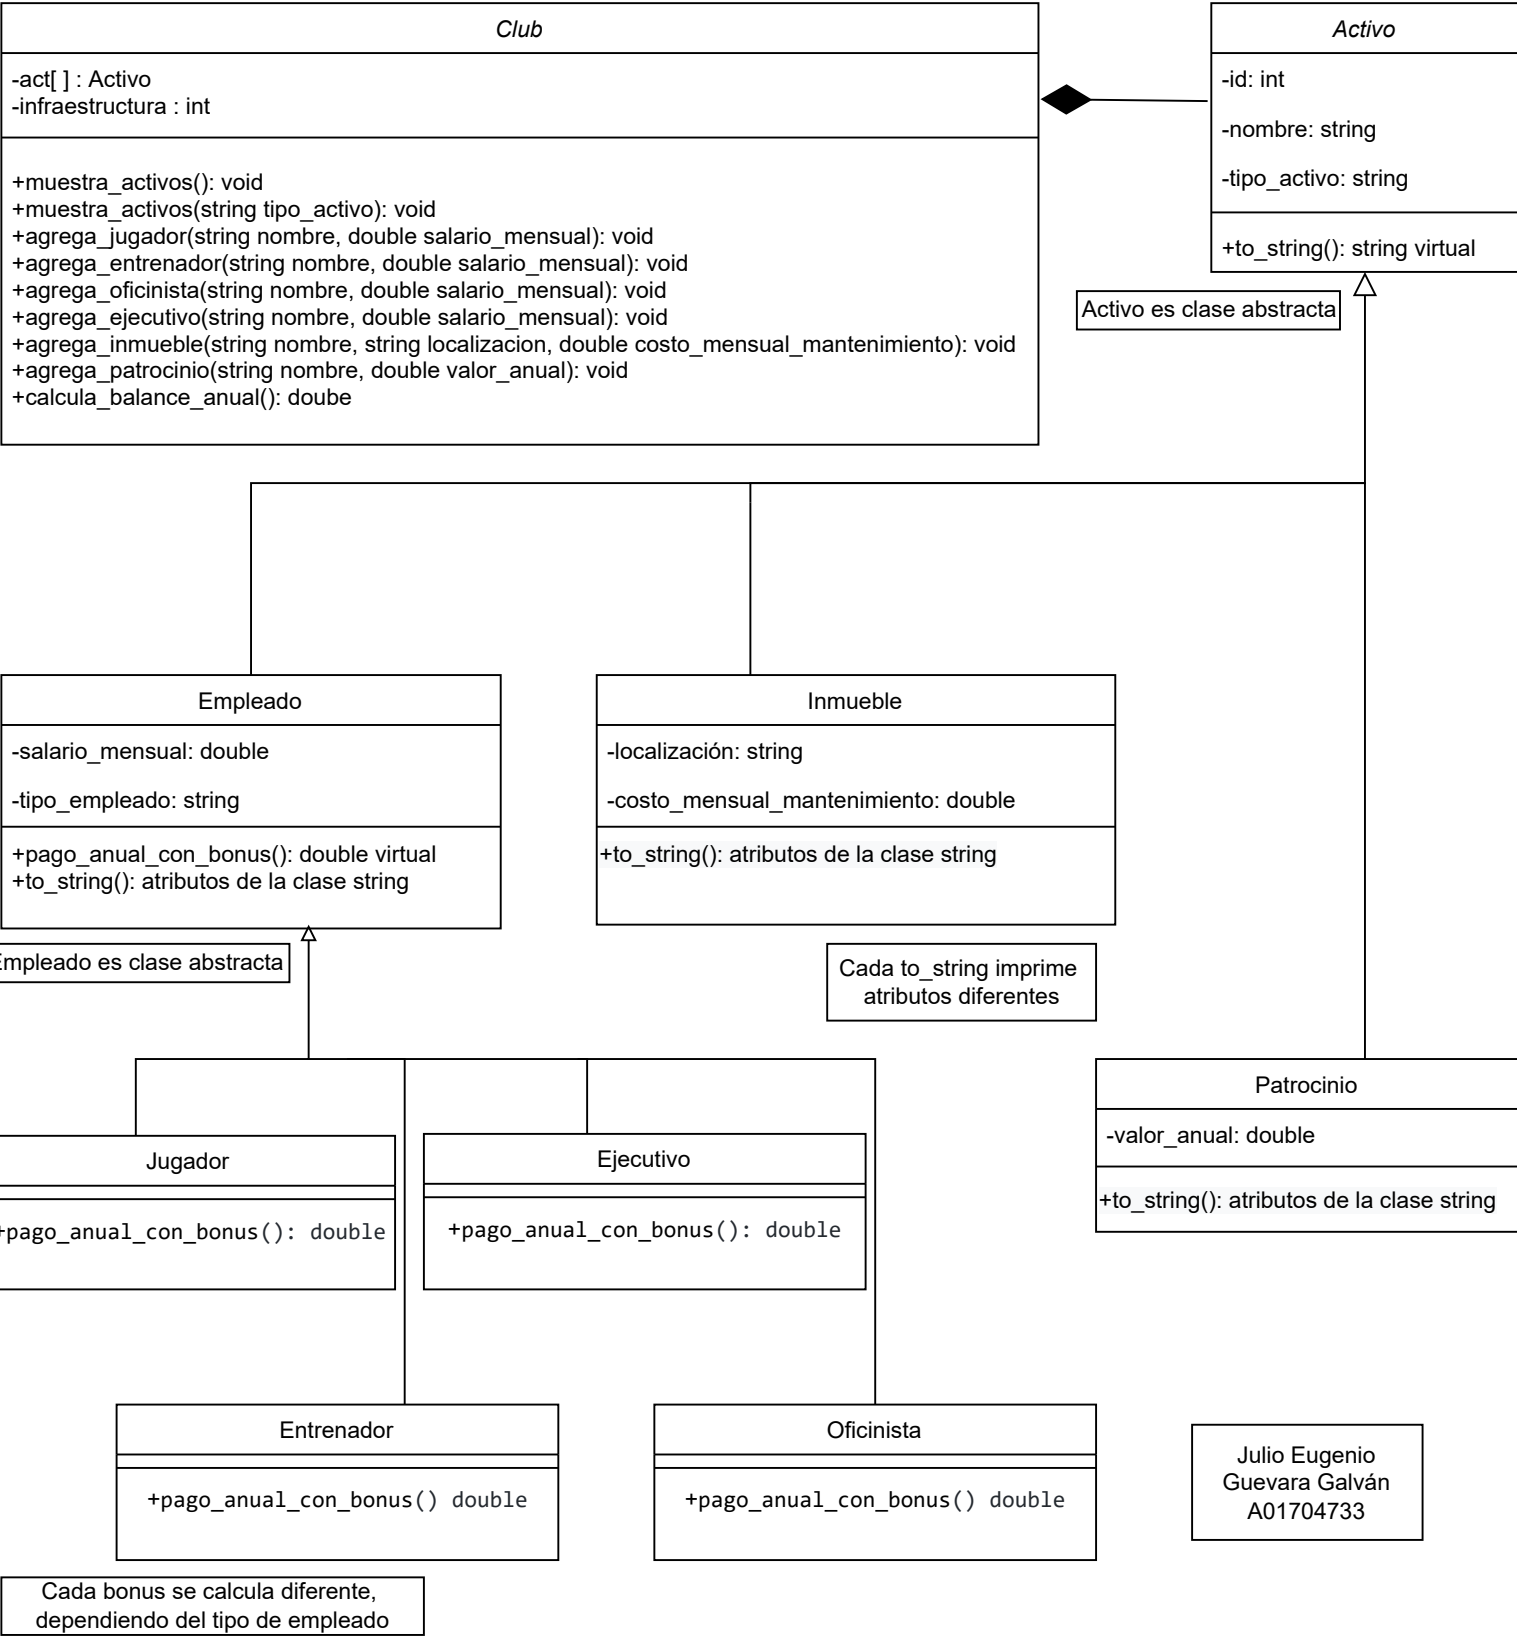 Club
-act[ ] : Activo
-infraestructura : int
+muestra_activos(): void
+muestra_activos(string tipo_activo): void
+agrega_jugador(string nombre, double salario_mensual): void
+agrega_entrenador(string nombre, double salario_mensual): void
+agrega_oficinista(string nombre, double salario_mensual): void
+agrega_ejecutivo(string nombre, double salario_mensual): void
+agrega_inmueble(string nombre, string localizacion, double costo_mensual_mantenimiento): void
+agrega_patrocinio(string nombre, double valor_anual): void
+calcula_balance_anual(): doube
Activo
-id: int
-nombre: string
-tipo_activo: string
+to_string(): string virtual
Activo es clase abstracta
Empleado
-salario_mensual: double
-tipo_empleado: string
+pago_anual_con_bonus(): double virtual
+to_string(): atributos de la clase string
Empleado es clase abstracta
Inmueble
-localización: string
-costo_mensual_mantenimiento: double
+to_string(): atributos de la clase string
Cada to_string imprime
atributos diferentes
Patrocinio
-valor_anual: double
+to_string(): atributos de la clase string
Jugador
+pago_anual_con_bonus(): double
Ejecutivo
+pago_anual_con_bonus(): double
Entrenador
+pago_anual_con_bonus() double
Oficinista
+pago_anual_con_bonus() double
Julio Eugenio
Guevara Galván
A01704733
Cada bonus se calcula diferente,
dependiendo del tipo de empleado